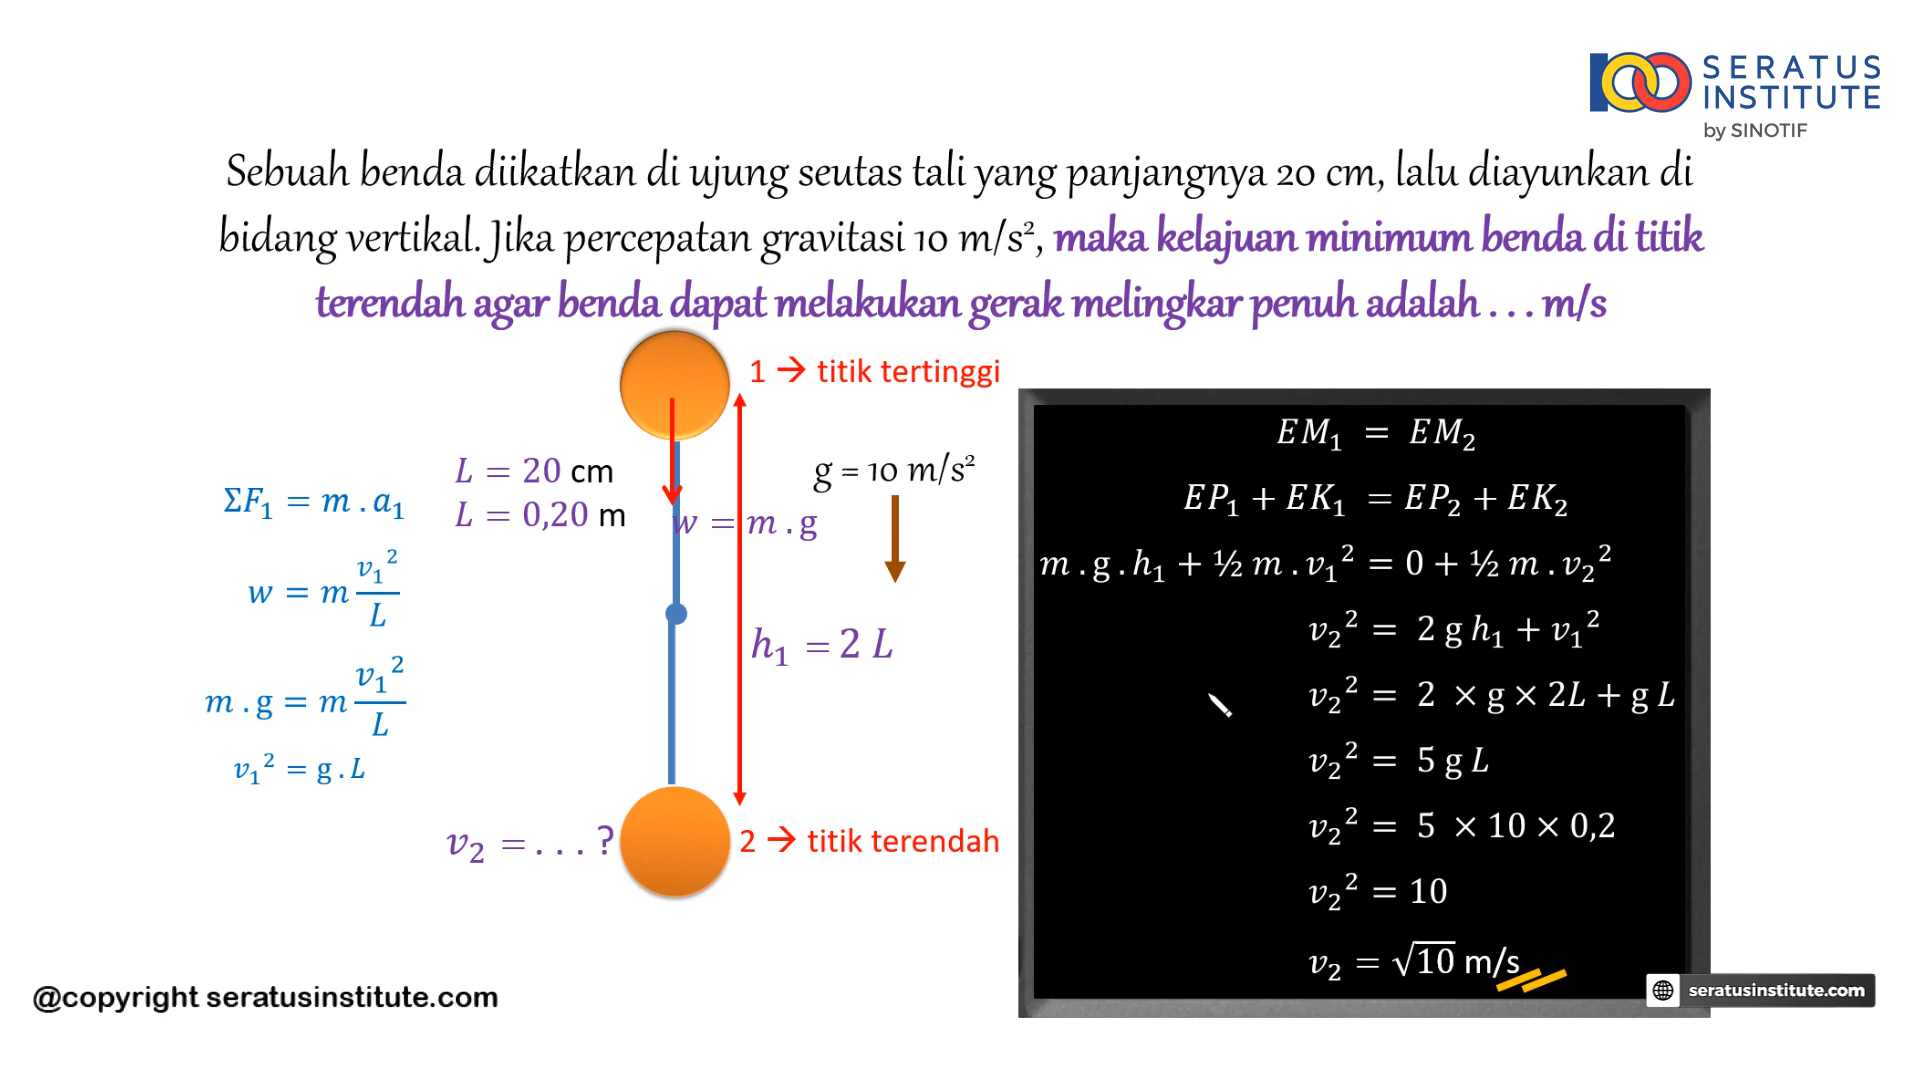 SERATUS
INSTITUTE
by SINOTIF
Sebuah benda diikatkan di ujung seutas tali yang panjangnya 20 cm, lalu diayunkan di
bidang vertikal. Jika percepatan gravitasi 10 m/s², maka kelajuan minimum benda di titik
terendah agar benda dapat melakukan gerak melingkar penuh adalah . . . m/s
1 → titik tertinggi
L = 20 cm
L = 0,20 m
g = 10 m/s²
w = m . g
h₁ = 2 L
ΣF₁ = m . a₁
w = m v₁²/L
m . g = m v₁²/L
v₁² = g . L
v₂ = . . . ?
2 → titik terendah
EM₁ = EM₂
EP₁ + EK₁ = EP₂ + EK₂
m . g . h₁ + ½ m . v₁² = 0 + ½ m . v₂²
v₂² = 2 g h₁ + v₁²
v₂² = 2 × g × 2L + g L
v₂² = 5 g L
v₂² = 5 × 10 × 0,2
v₂² = 10
v₂ = √10 m/s
@copyright seratusinstitute.com
seratusinstitute.com